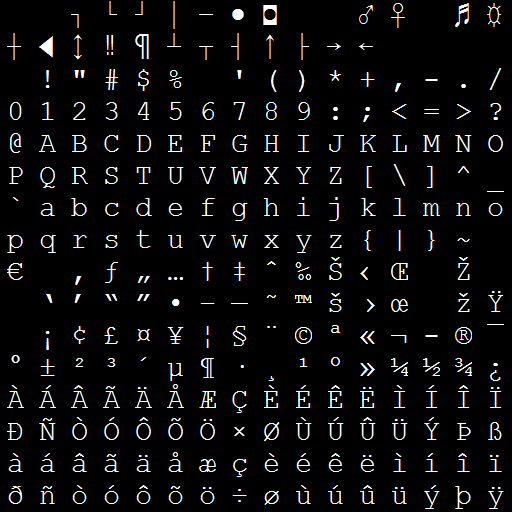 ┐ └ ┘ │ ─ ● ◘ ♂ ♀ ♬ ☼
┼ ◀ ↕ ‼ ¶ ┴ ┬ ┤ ↑ ├ → ←
! " # $ % ' ( ) * + , - . /
0 1 2 3 4 5 6 7 8 9 : ; < = > ?
@ A B C D E F G H I J K L M N O
P Q R S T U V W X Y Z [ \ ] ^ _
` a b c d e f g h i j k l m n o
p q r s t u v w x y z { | } ~
€ ‚ ƒ „ … † ‡ ˆ ‰ Š ‹ Œ Ž
‘ ’ “ ” • – — ˜ ™ š › œ ž Ÿ
¡ ¢ £ ¤ ¥ ¦ § ¨ © ª « ¬ - ® ¯
° ± ² ³ ´ µ ¶ · ¸ ¹ º » ¼ ½ ¾ ¿
À Á Â Ã Ä Å Æ Ç È É Ê Ë Ì Í Î Ï
Ð Ñ Ò Ó Ô Õ Ö × Ø Ù Ú Û Ü Ý Þ ß
à á â ã ä å æ ç è é ê ë ì í î ï
ð ñ ò ó ô õ ö ÷ ø ù ú û ü ý þ ÿ